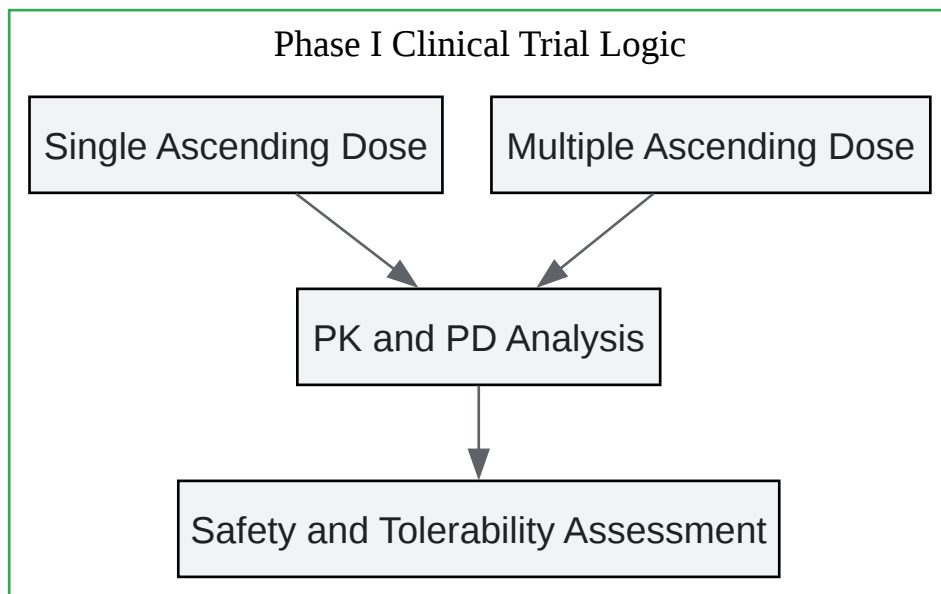 Phase I Clinical Trial Logic
Single Ascending Dose
Multiple Ascending Dose
PK and PD Analysis
Safety and Tolerability Assessment